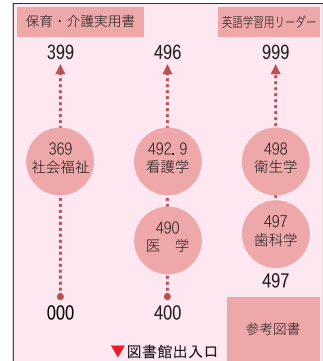 保育・介護実用書
英語学習用リーダー
399
496
999
369
社会福祉
492.9
看護学
498
衛生学
490
医　学
497
歯科学
497
000
400
参考図書
▼図書館出入口